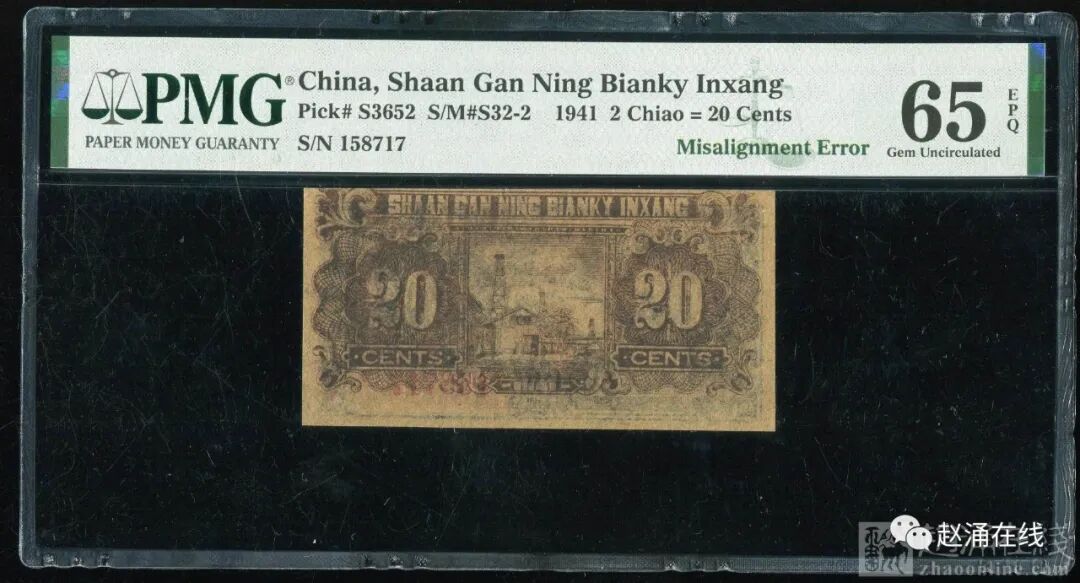 PMG®
PAPER MONEY GUARANTY
China, Shaan Gan Ning Bianky Inxang
Pick# S3652 S/M#S32-2 1941 2 Chiao = 20 Cents
S/N 158717
Misalignment Error
65 EPQ
Gem Uncirculated
SHAAN GAN NING BIANKY INXANG
20 20
CENTS CENTS
赵涌在线
zhaoonline.com